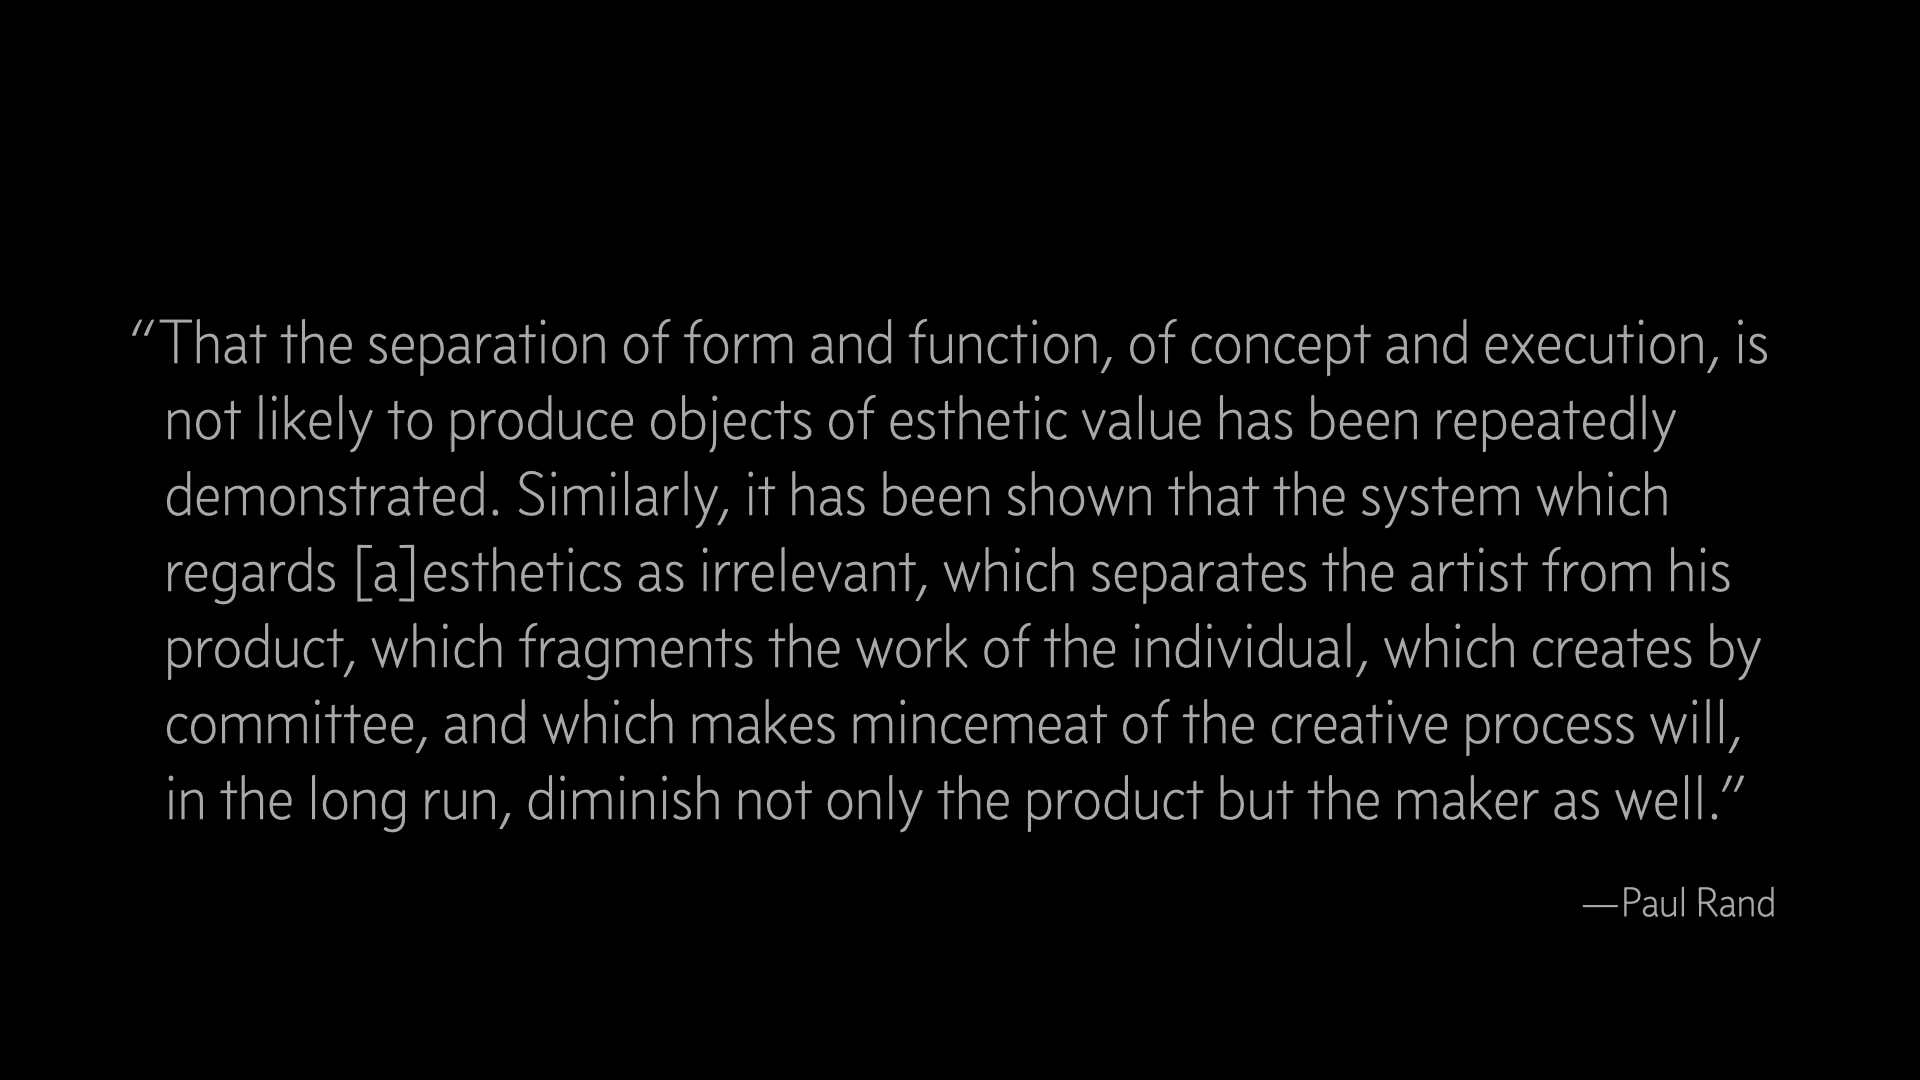 “That the separation of form and function, of concept and execution, is
not likely to produce objects of esthetic value has been repeatedly
demonstrated. Similarly, it has been shown that the system which
regards [a]esthetics as irrelevant, which separates the artist from his
product, which fragments the work of the individual, which creates by
committee, and which makes mincemeat of the creative process will,
in the long run, diminish not only the product but the maker as well.”
—Paul Rand